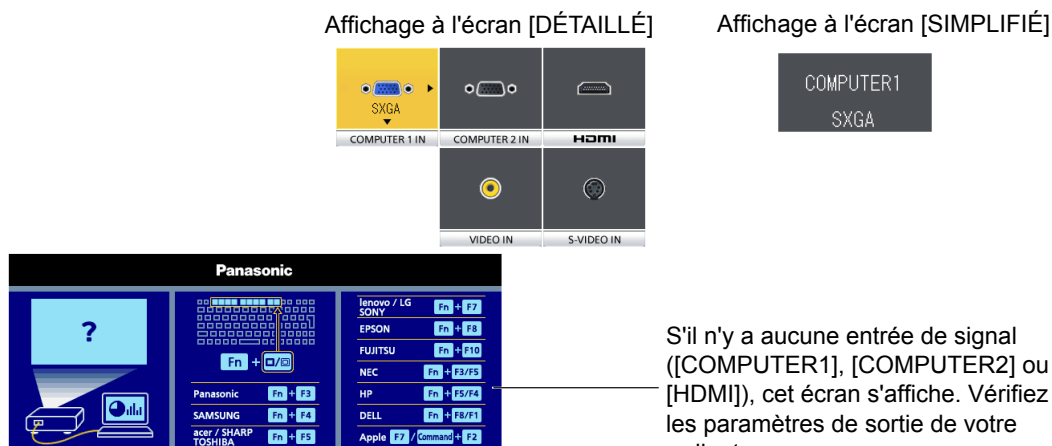 Affichage à l'écran [DÉTAILLÉ]
Affichage à l'écran [SIMPLIFIÉ]
SXGA
COMPUTER 1 IN
COMPUTER 2 IN
HDMI
VIDEO IN
S-VIDEO IN
COMPUTER1
SXGA
Panasonic
?
Fn +
Panasonic Fn + F3
SAMSUNG Fn + F4
acer / SHARP
TOSHIBA Fn + F5
lenovo / LG
SONY Fn + F7
EPSON Fn + F8
FUJITSU Fn + F10
NEC Fn + F3/F5
HP Fn + F5/F4
DELL Fn + F8/F1
Apple F7 / Command + F2
S'il n'y a aucune entrée de signal
([COMPUTER1], [COMPUTER2] ou
[HDMI]), cet écran s'affiche. Vérifiez
les paramètres de sortie de votre